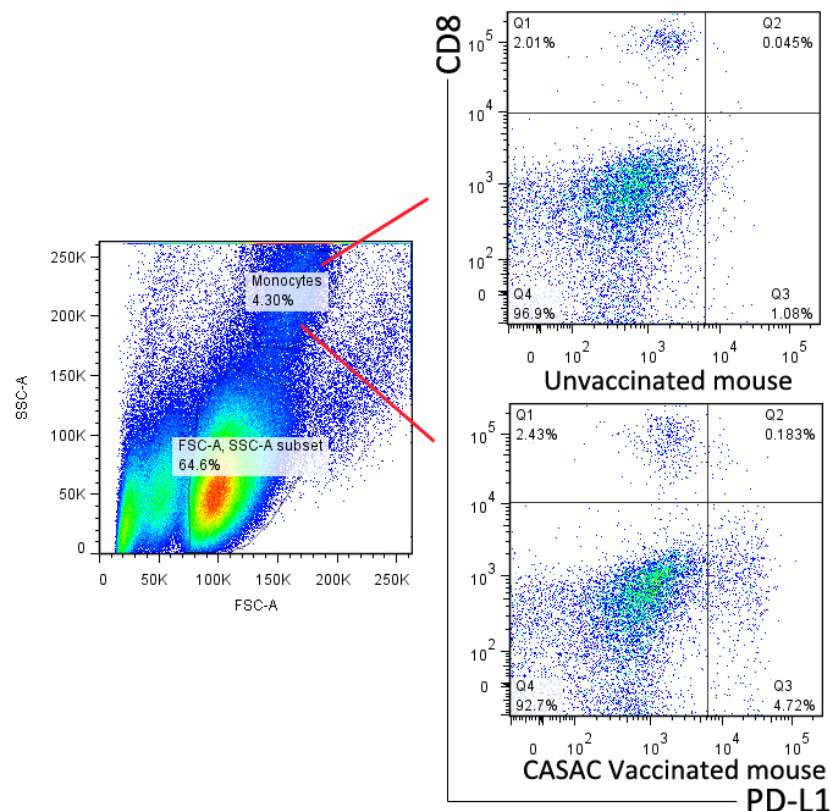 CD8
Q1
2.01%
Q2
0.045%
10^5
10^4
10^3
10^2
0
Q4
96.9%
Q3
1.08%
0 10^2 10^3 10^4 10^5
Unvaccinated mouse
250K
200K
150K
100K
50K
0
SSC-A
Monocytes
4.30%
FSC-A, SSC-A subset
64.6%
0 50K 100K 150K 200K 250K
FSC-A
Q1
2.43%
Q2
0.183%
10^5
10^4
10^3
10^2
0
Q4
92.7%
Q3
4.72%
0 10^2 10^3 10^4 10^5
CASAC Vaccinated mouse
PD-L1